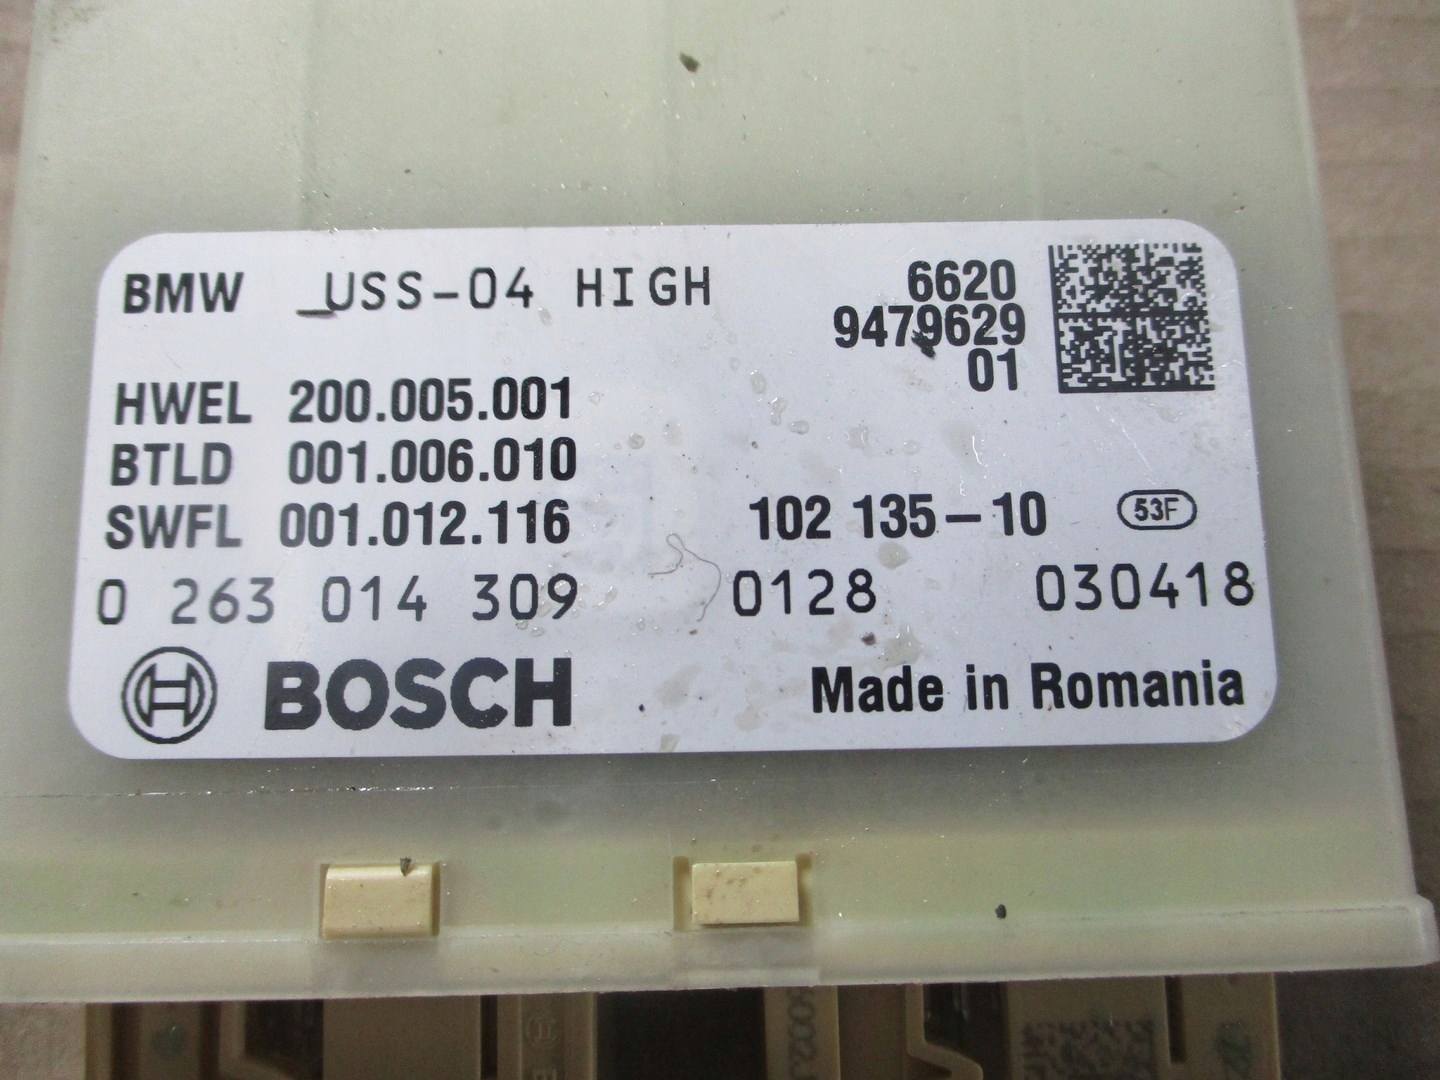 BMW _USS-04 HIGH 6620
9479629
01
HWEL 200.005.001
BTLD 001.006.010
SWFL 001.012.116 102 135-10 53F
0 263 014 309 0128 030418
BOSCH Made in Romania